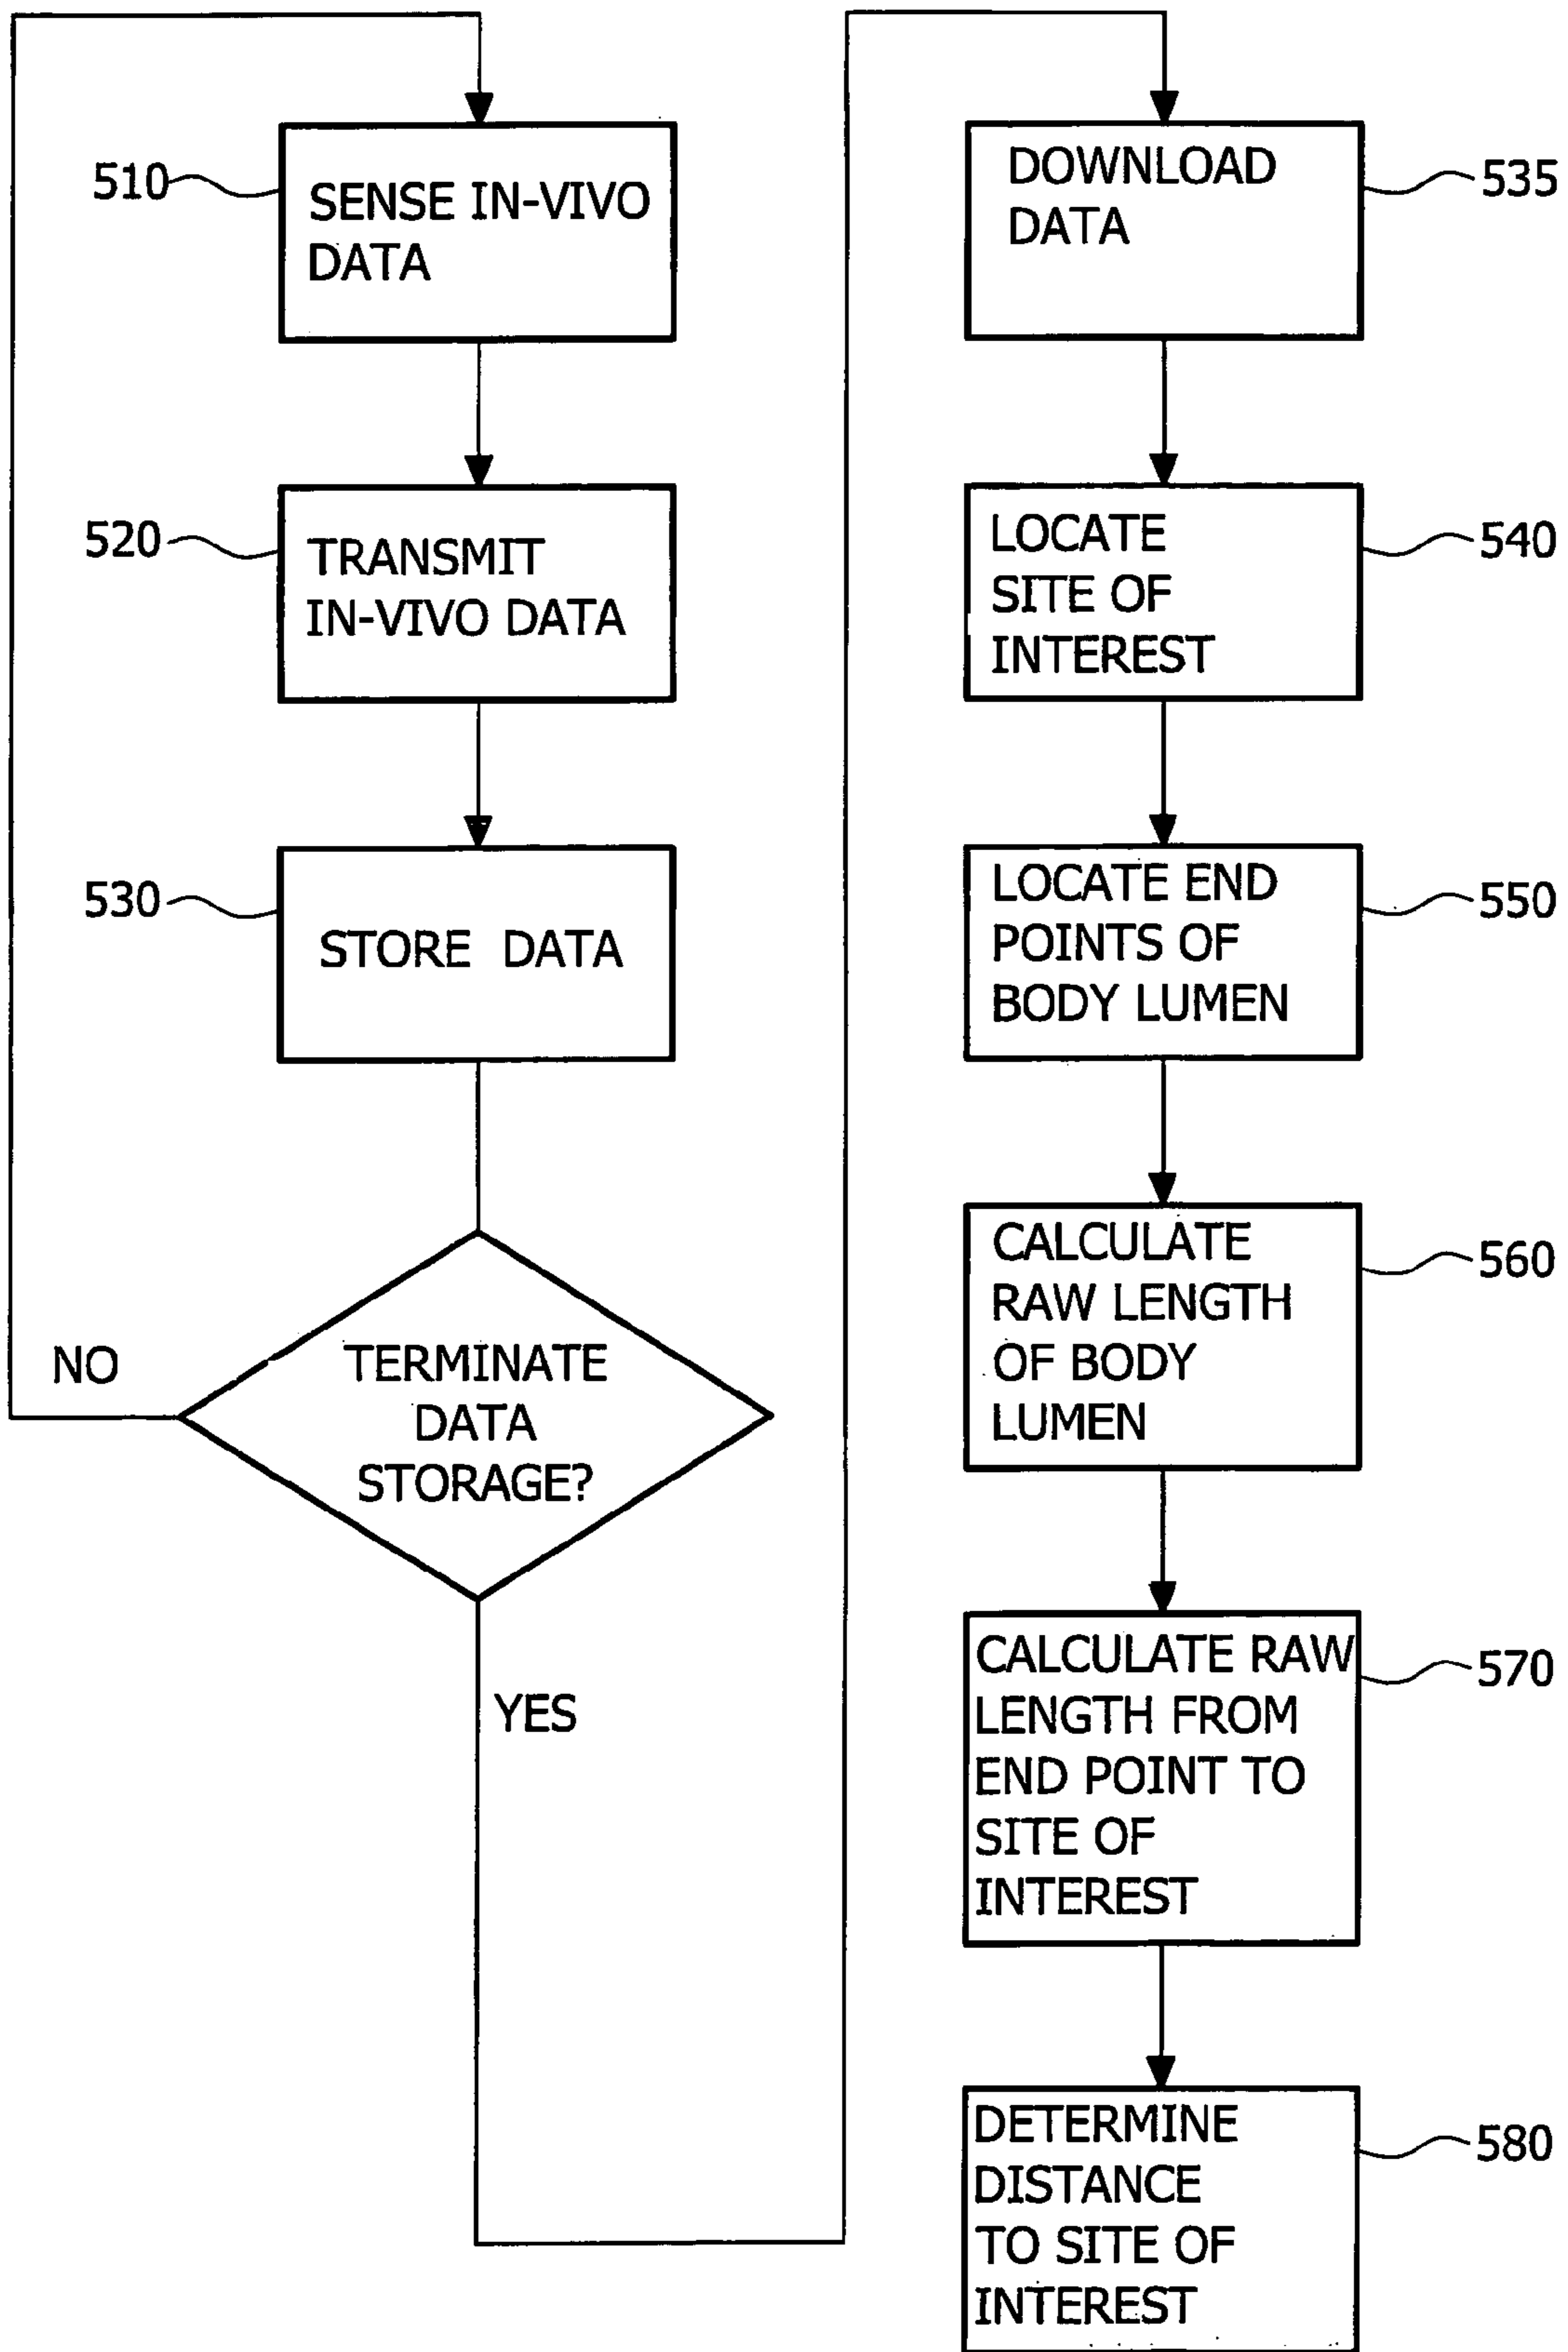 510
SENSE IN-VIVO
DATA
520
TRANSMIT
IN-VIVO DATA
530
STORE DATA
NO
TERMINATE
DATA
STORAGE?
YES
DOWNLOAD
DATA
535
LOCATE
SITE OF
INTEREST
540
LOCATE END
POINTS OF
BODY LUMEN
550
CALCULATE
RAW LENGTH
OF BODY
LUMEN
560
CALCULATE RAW
LENGTH FROM
END POINT TO
SITE OF
INTEREST
570
DETERMINE
DISTANCE
TO SITE OF
INTEREST
580